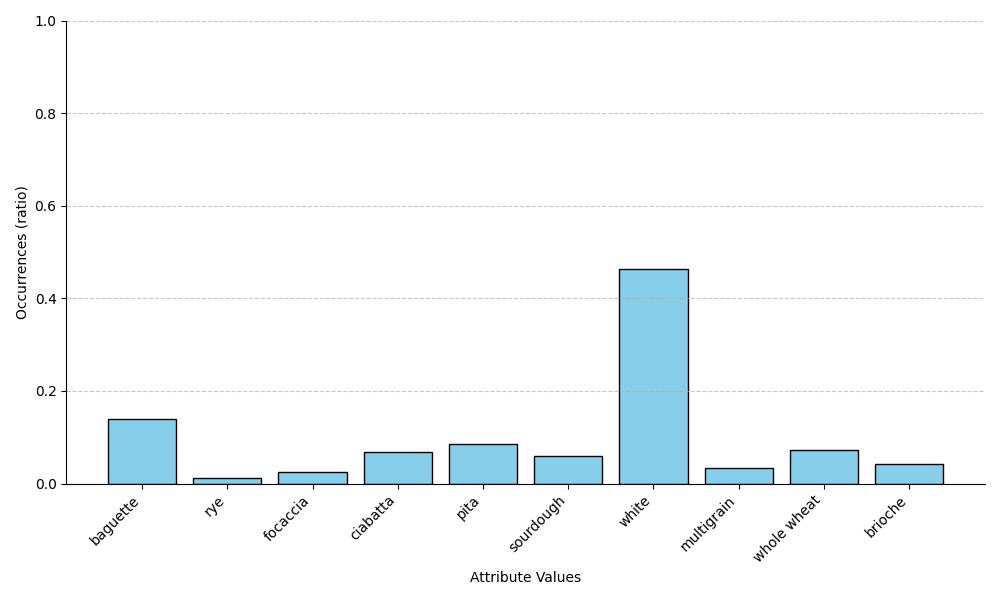 1.0
0.8
0.6
0.4
0.2
0.0
Occurrences (ratio)
baguette
rye
focaccia
ciabatta
pita
sourdough
white
multigrain
whole wheat
brioche
Attribute Values